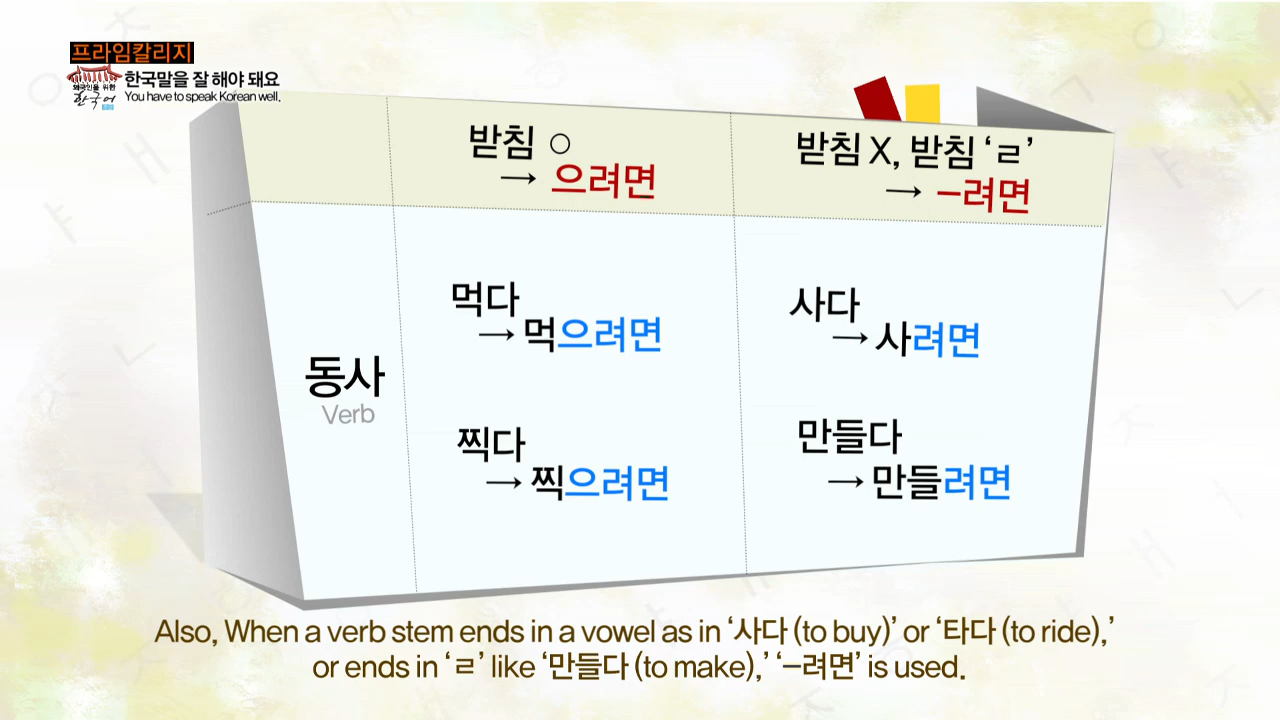 프라임칼리지
외국인을 위한
한국어
한국말을 잘 해야 돼요
You have to speak Korean well.
받침 ○
→ 으려면
받침 X, 받침 ‘ㄹ’
→ –려면
동사
Verb
먹다
→ 먹으려면
찍다
→ 찍으려면
사다
→ 사려면
만들다
→ 만들려면
Also, When a verb stem ends in a vowel as in ‘사다 (to buy)’ or ‘타다 (to ride),’
or ends in ‘ㄹ’ like ‘만들다 (to make),’ ‘–려면’ is used.